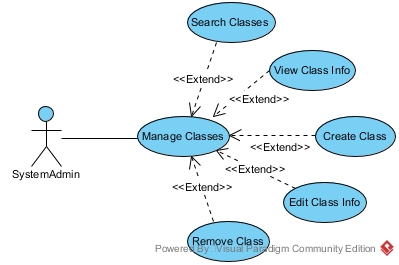 Search Classes
View Class Info
<<Extend>>
<<Extend>>
Manage Classes
Create Class
<<Extend>>
<<Extend>>
SystemAdmin
<<Extend>>
Edit Class Info
Remove Class
Powered By Visual Paradigm Community Edition